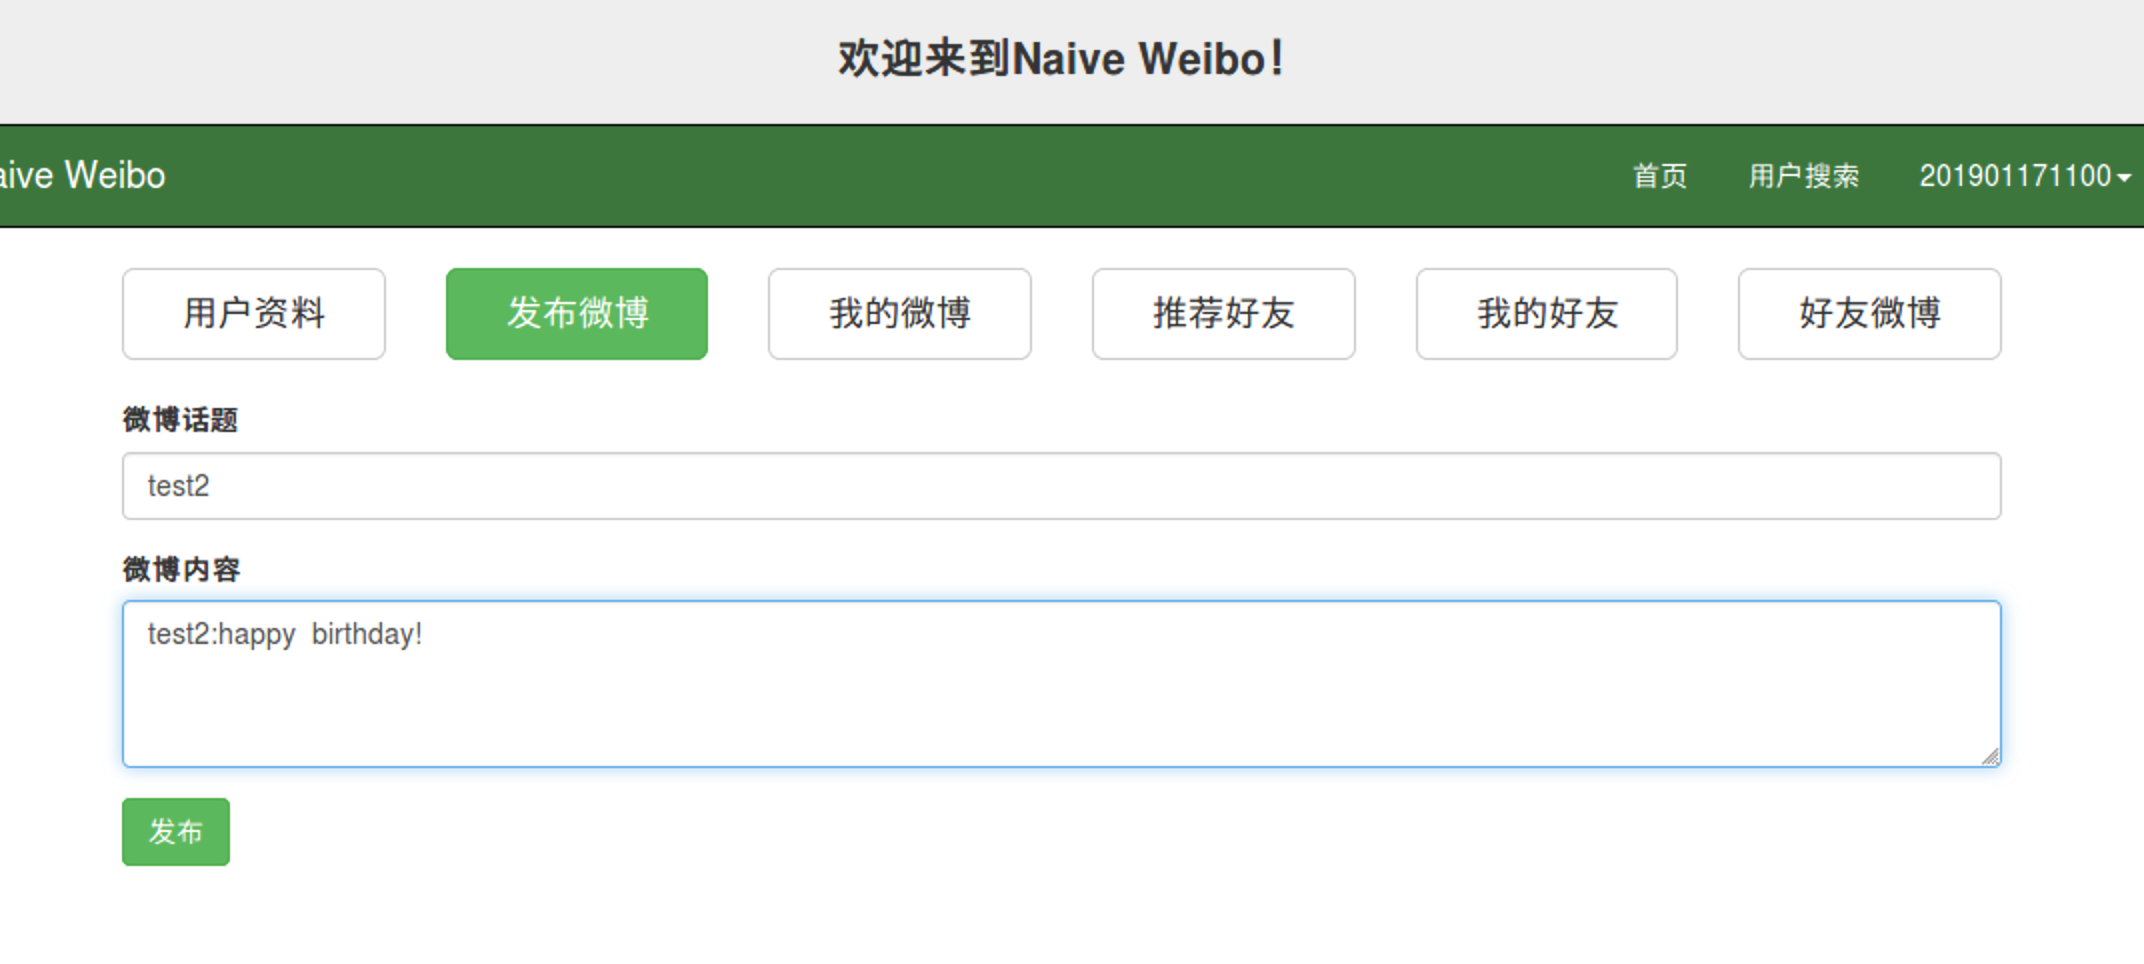 欢迎来到Naive Weibo！
aive Weibo 首页 用户搜索 201901171100
用户资料 发布微博 我的微博 推荐好友 我的好友 好友微博
微博话题
test2
微博内容
test2:happy  birthday!
发布